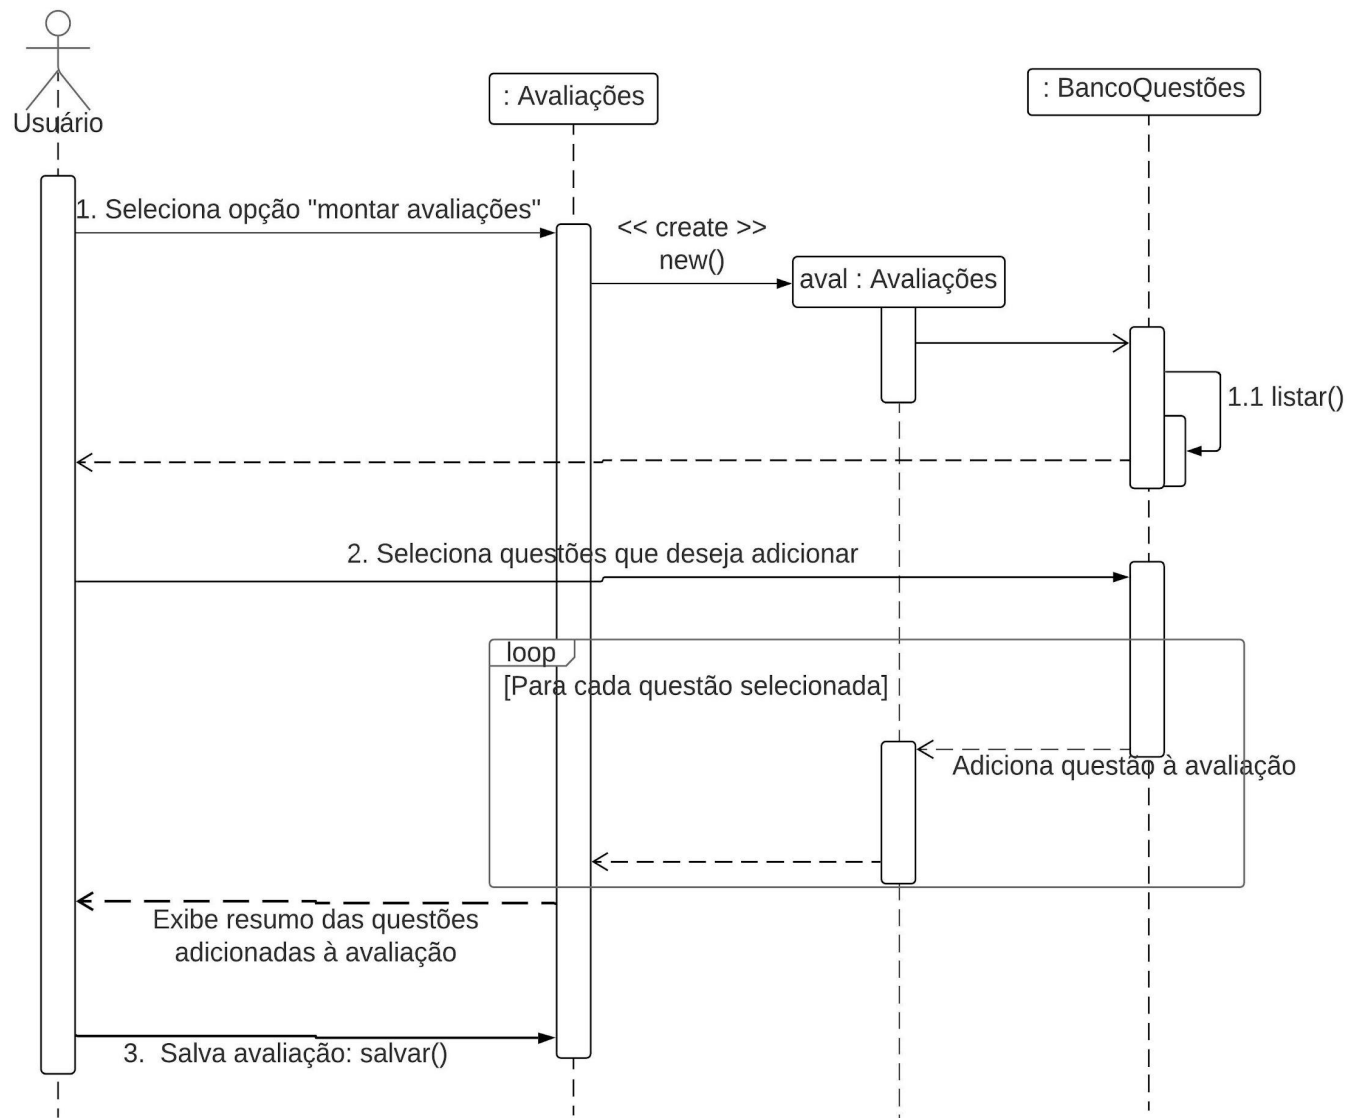 Usuário
: Avaliações
: BancoQuestões
1. Seleciona opção "montar avaliações"
<< create >>
new()
aval : Avaliações
1.1 listar()
2. Seleciona questões que deseja adicionar
loop
[Para cada questão selecionada]
Adiciona questão à avaliação
Exibe resumo das questões
adicionadas à avaliação
3. Salva avaliação: salvar()